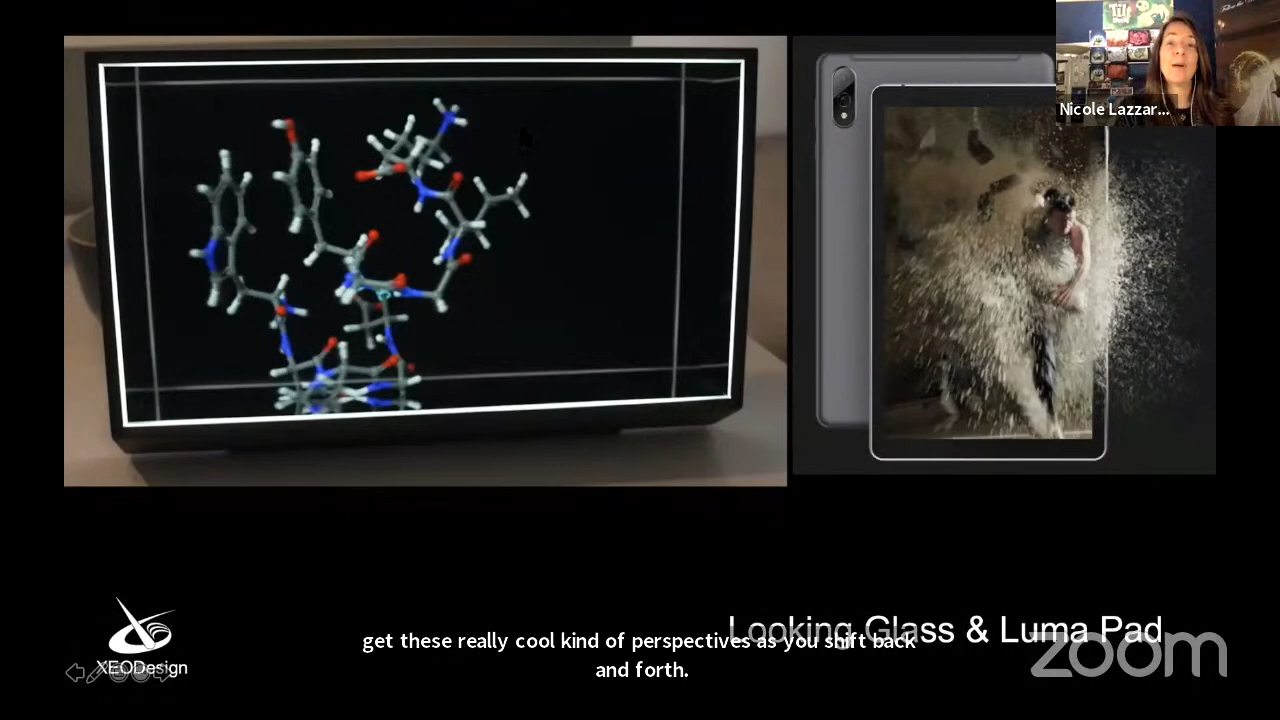 Nicole Lazzar...
Looking Glass & Luma Pad
get these really cool kind of perspectives as you shift back
and forth.
XEODesign
zoom